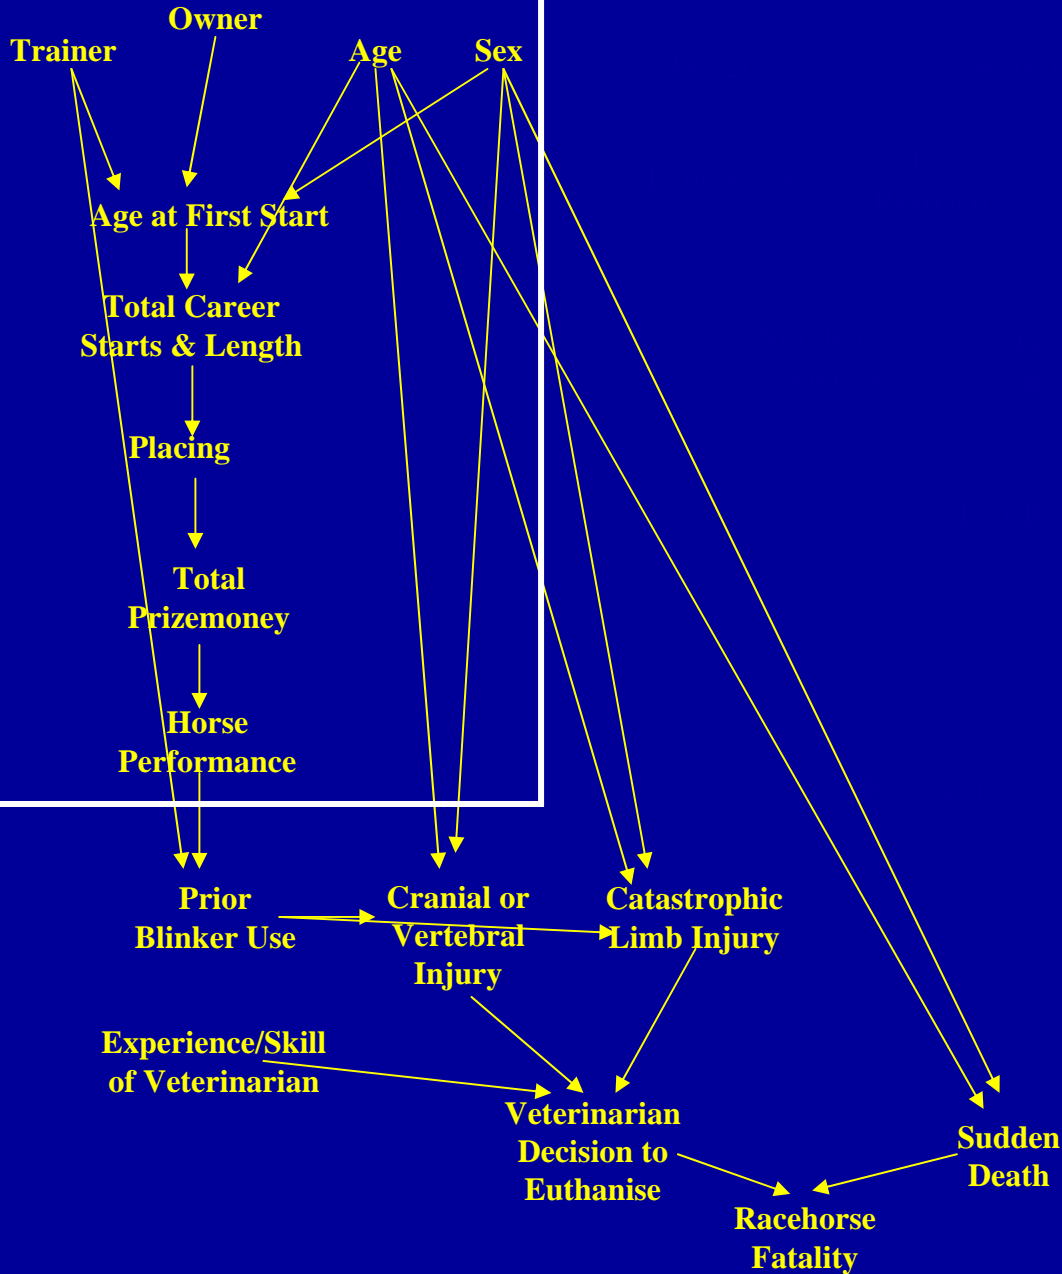 Owner
Trainer
Age
Sex
Age at First Start
Total Career
Starts & Length
Placing
Total
Prizemoney
Horse
Performance
Prior
Blinker Use
Cranial or
Vertebral
Injury
Catastrophic
Limb Injury
Experience/Skill
of Veterinarian
Veterinarian
Decision to
Euthanise
Sudden
Death
Racehorse
Fatality